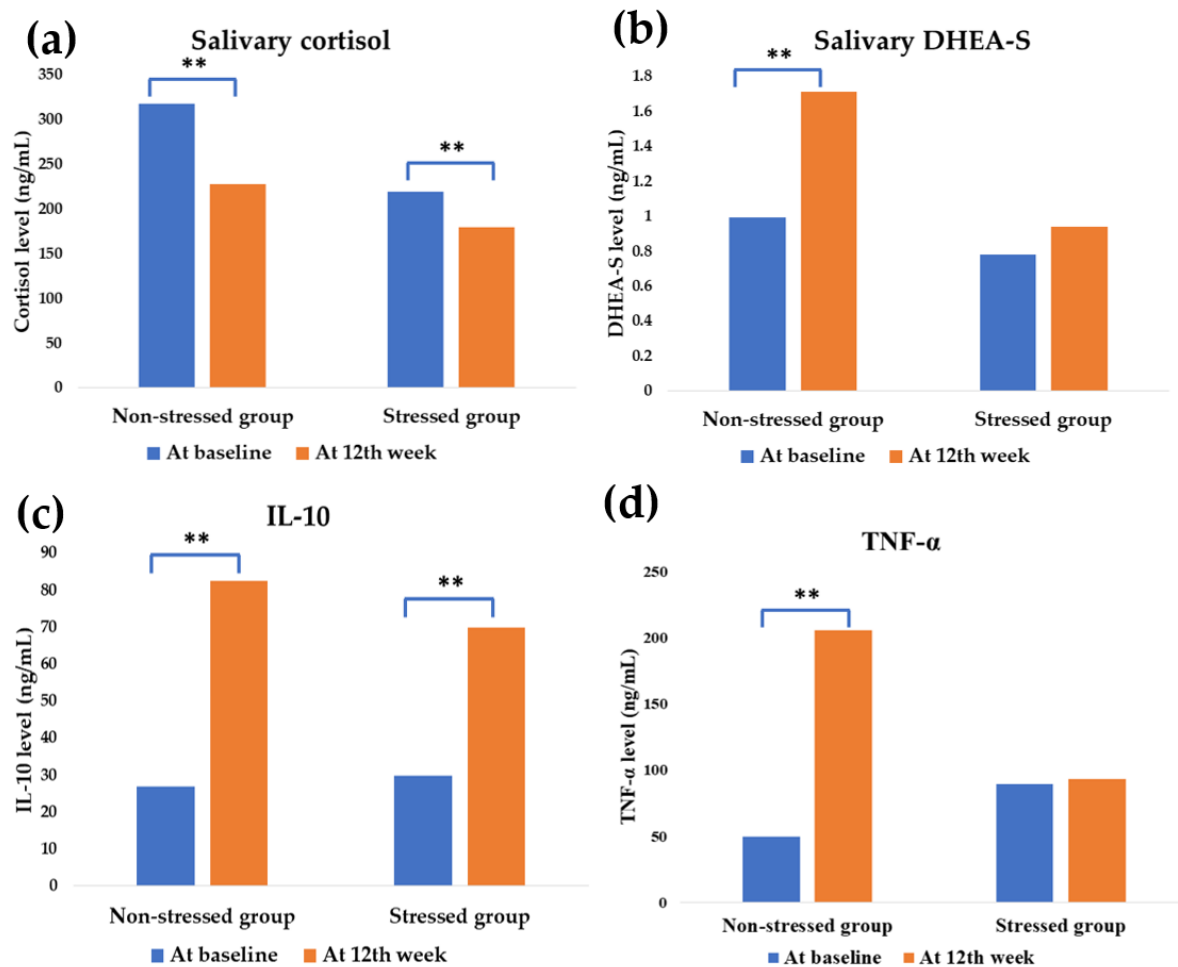 (a)
Salivary cortisol
Cortisol level (ng/mL)
350
300
250
200
150
100
50
0
**
**
Non-stressed group
Stressed group
At baseline
At 12th week
(b)
Salivary DHEA-S
DHEA-S level (ng/mL)
1.8
1.6
1.4
1.2
1
0.8
0.6
0.4
0.2
0
**
Non-stressed group
Stressed group
At baseline
At 12th week
(c)
IL-10
IL-10 level (ng/mL)
90
80
70
60
50
40
30
20
10
0
**
**
Non-stressed group
Stressed group
At baseline
At 12th week
(d)
TNF-α
TNF-α level (ng/mL)
250
200
150
100
50
0
**
Non-stressed group
Stressed group
At baseline
At 12th week